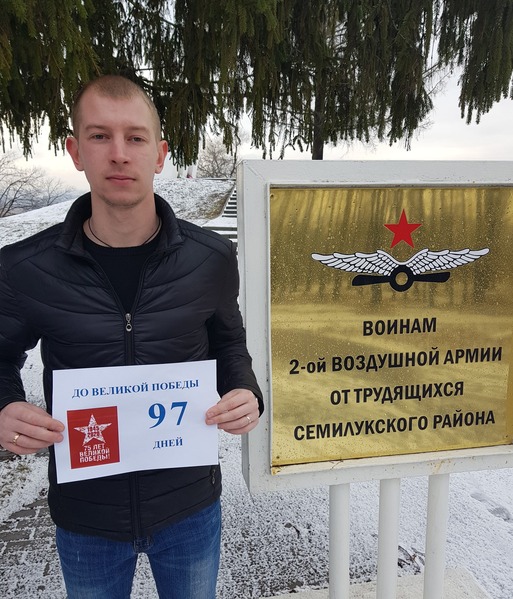 ДО ВЕЛИКОЙ ПОБЕДЫ
97
ДНЕЙ
75 ЛЕТ
ВЕЛИКОЙ
ПОБЕДЫ!
ВОИНАМ
2-ой ВОЗДУШНОЙ АРМИИ
ОТ ТРУДЯЩИХСЯ
СЕМИЛУКСКОГО РАЙОНА